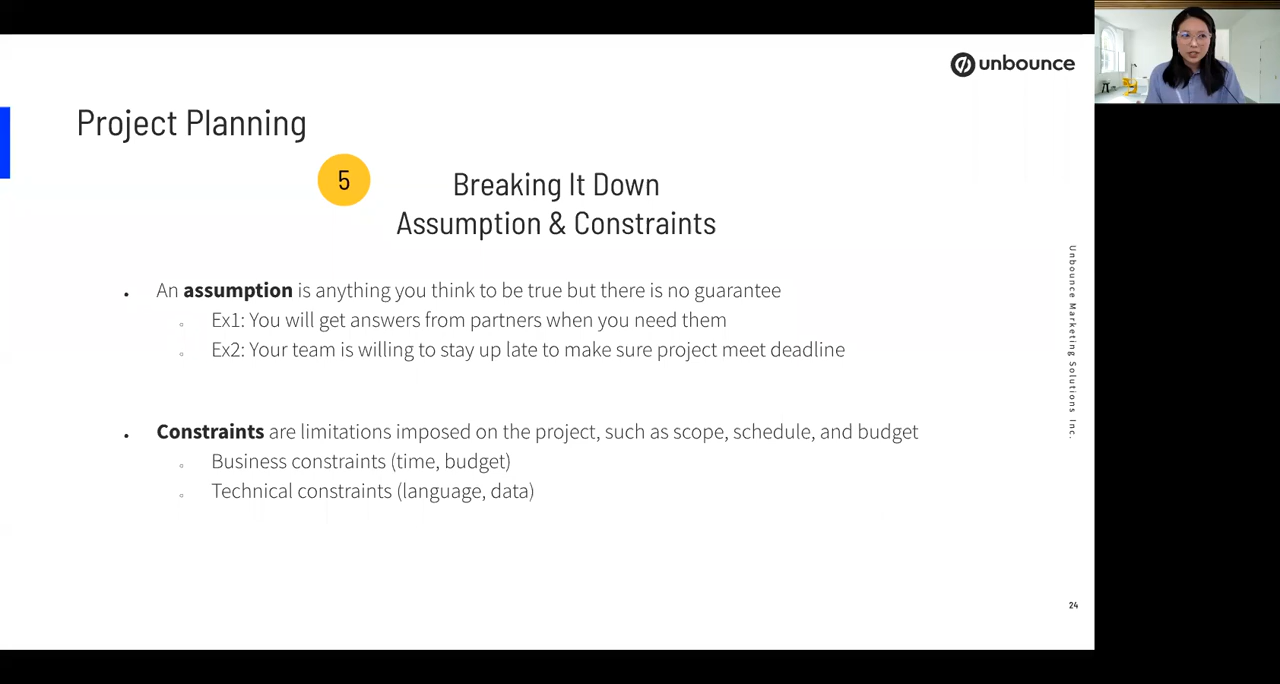 unbounce
Project Planning
5
Breaking It Down
Assumption & Constraints
• An assumption is anything you think to be true but there is no guarantee
○ Ex1: You will get answers from partners when you need them
○ Ex2: Your team is willing to stay up late to make sure project meet deadline
• Constraints are limitations imposed on the project, such as scope, schedule, and budget
○ Business constraints (time, budget)
○ Technical constraints (language, data)
Unbounce Marketing Solutions Inc.
24